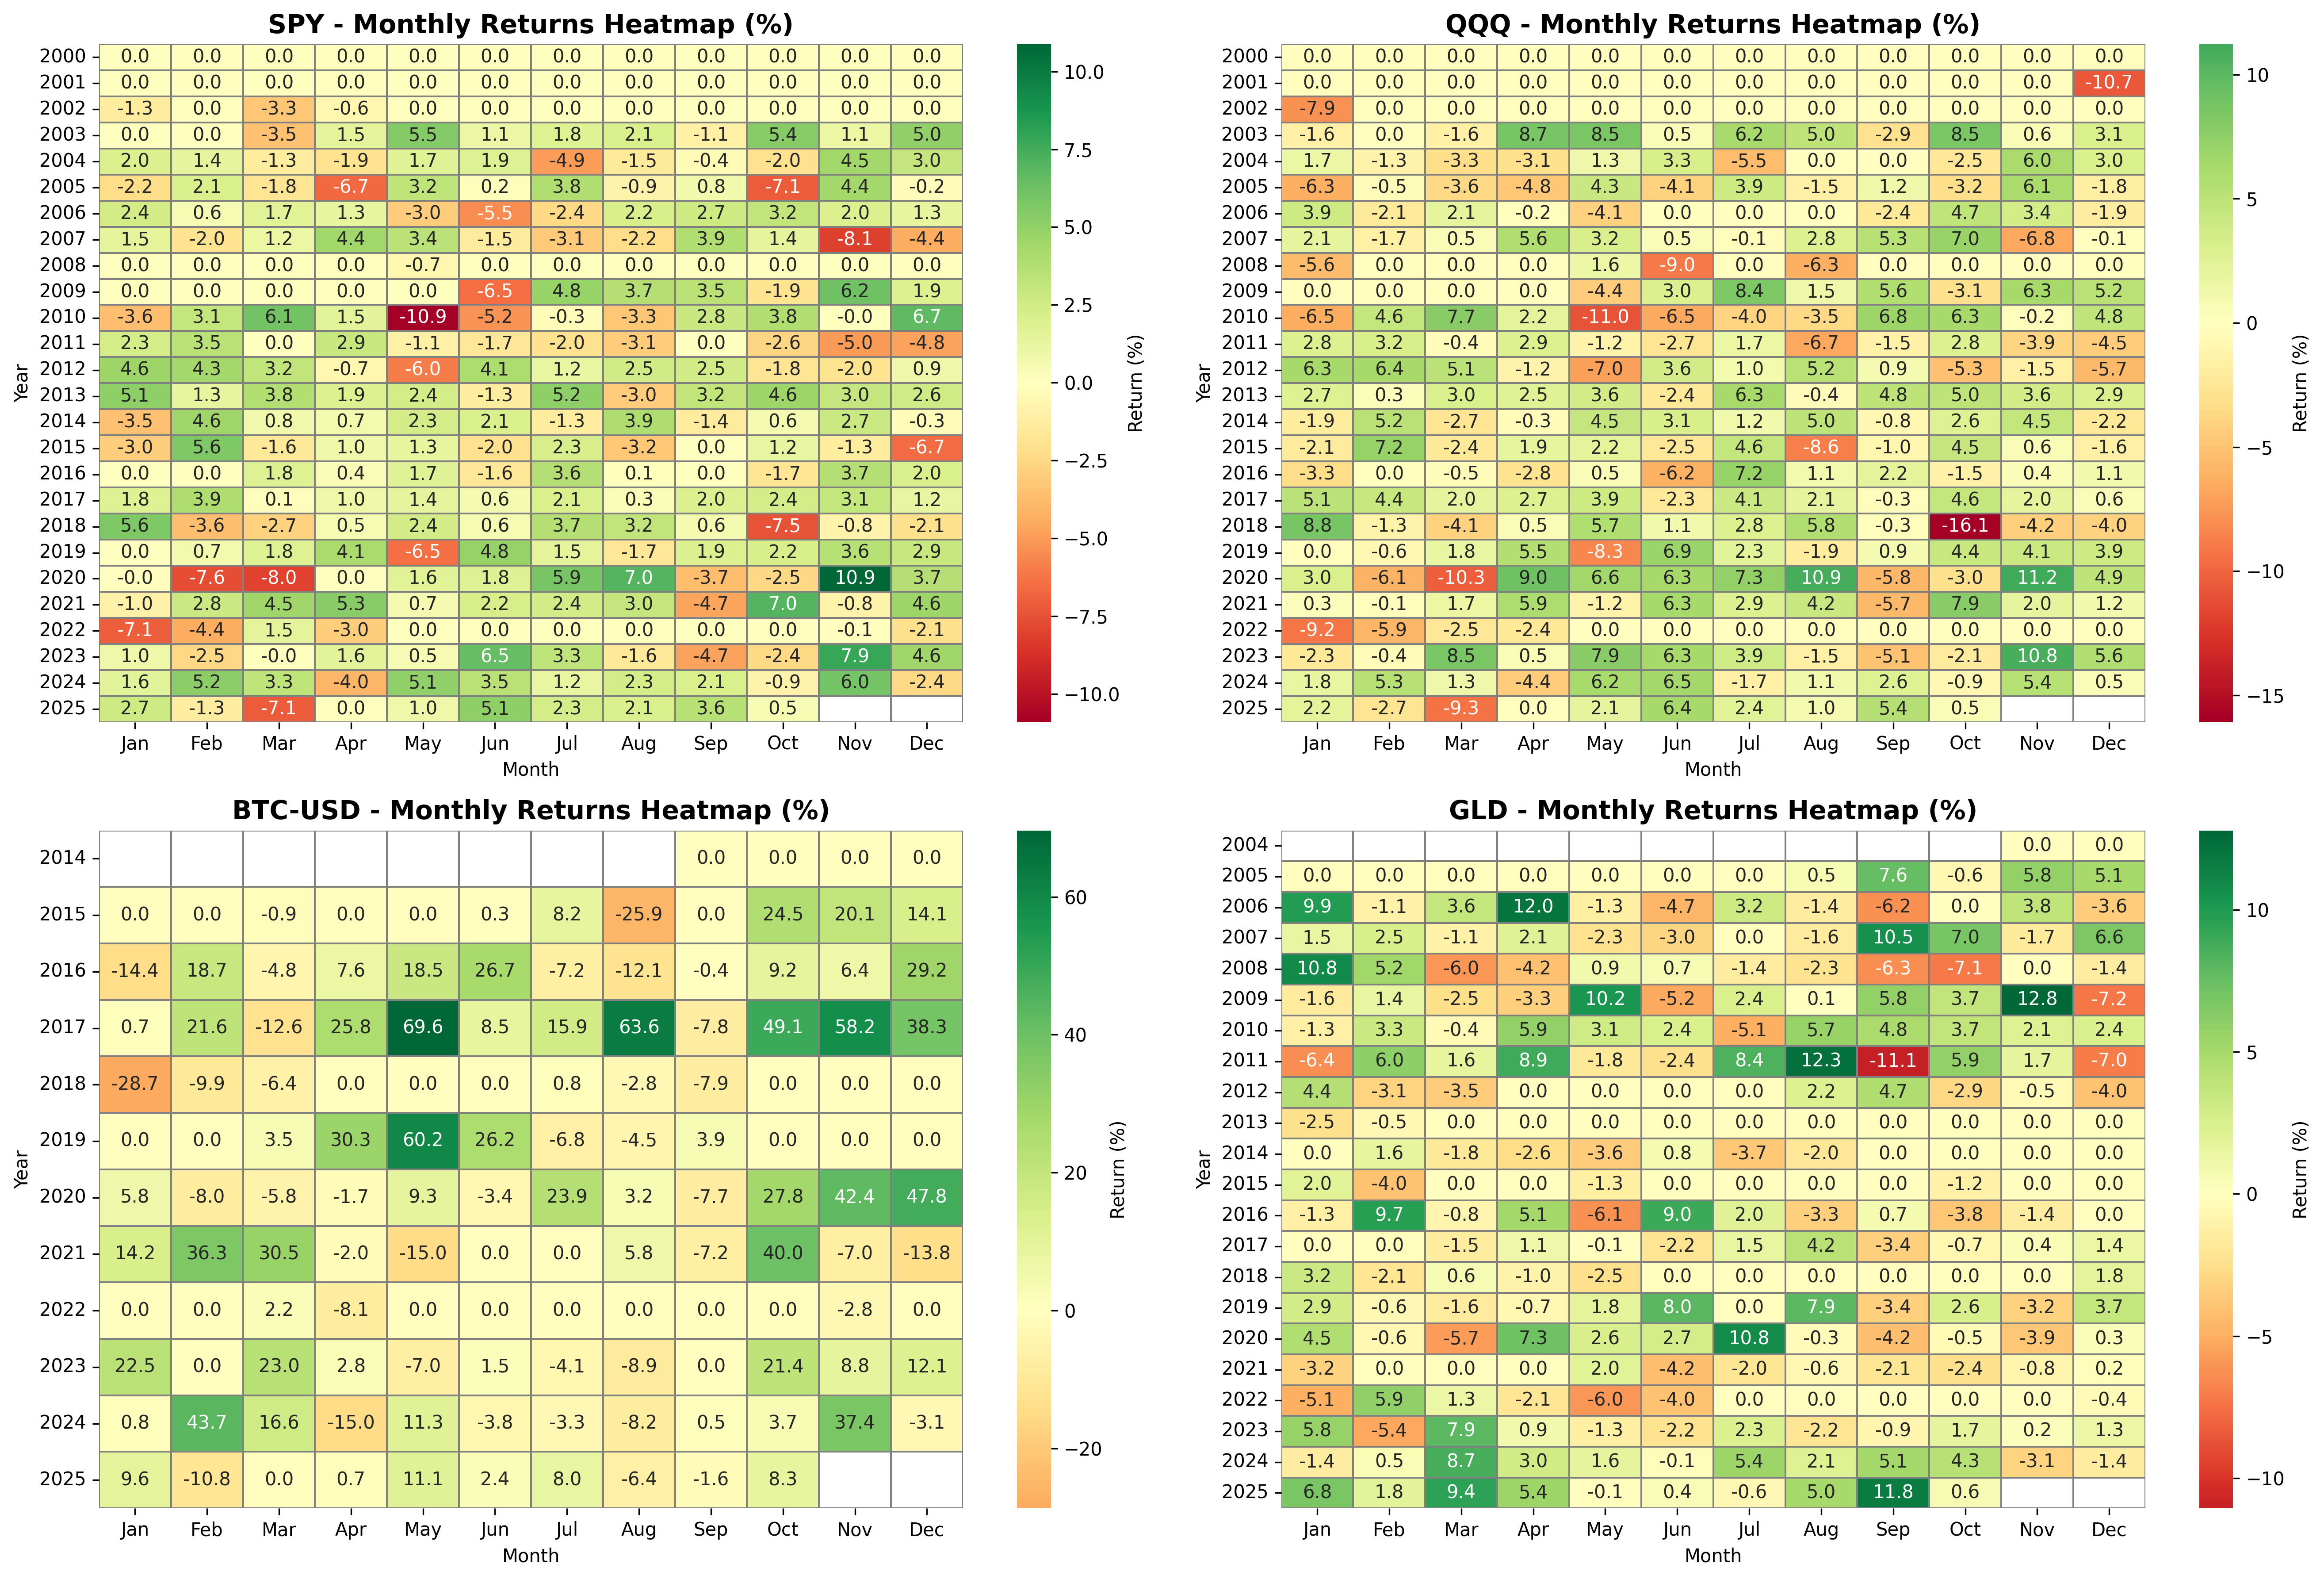 SPY - Monthly Returns Heatmap (%)
2000 0.0 0.0 0.0 0.0 0.0 0.0 0.0 0.0 0.0 0.0 0.0 0.0
2001 0.0 0.0 0.0 0.0 0.0 0.0 0.0 0.0 0.0 0.0 0.0 0.0
2002 -1.3 0.0 -3.3 -0.6 0.0 0.0 0.0 0.0 0.0 0.0 0.0 0.0
2003 0.0 0.0 -3.5 1.5 5.5 1.1 1.8 2.1 -1.1 5.4 1.1 5.0
2004 2.0 1.4 -1.3 -1.9 1.7 1.9 -4.9 -1.5 -0.4 -2.0 4.5 3.0
2005 -2.2 2.1 -1.8 -6.7 3.2 0.2 3.8 -0.9 0.8 -7.1 4.4 -0.2
2006 2.4 0.6 1.7 1.3 -3.0 -5.5 -2.4 2.2 2.7 3.2 2.0 1.3
2007 1.5 -2.0 1.2 4.4 3.4 -1.5 -3.1 -2.2 3.9 1.4 -8.1 -4.4
2008 0.0 0.0 0.0 0.0 -0.7 0.0 0.0 0.0 0.0 0.0 0.0 0.0
2009 0.0 0.0 0.0 0.0 0.0 -6.5 4.8 3.7 3.5 -1.9 6.2 1.9
2010 -3.6 3.1 6.1 1.5 -10.9 -5.2 -0.3 -3.3 2.8 3.8 -0.0 6.7
2011 2.3 3.5 0.0 2.9 -1.1 -1.7 -2.0 -3.1 0.0 -2.6 -5.0 -4.8
2012 4.6 4.3 3.2 -0.7 -6.0 4.1 1.2 2.5 2.5 -1.8 -2.0 0.9
2013 5.1 1.3 3.8 1.9 2.4 -1.3 5.2 -3.0 3.2 4.6 3.0 2.6
2014 -3.5 4.6 0.8 0.7 2.3 2.1 -1.3 3.9 -1.4 0.6 2.7 -0.3
2015 -3.0 5.6 -1.6 1.0 1.3 -2.0 2.3 -3.2 0.0 1.2 -1.3 -6.7
2016 0.0 0.0 1.8 0.4 1.7 -1.6 3.6 0.1 0.0 -1.7 3.7 2.0
2017 1.8 3.9 0.1 1.0 1.4 0.6 2.1 0.3 2.0 2.4 3.1 1.2
2018 5.6 -3.6 -2.7 0.5 2.4 0.6 3.7 3.2 0.6 -7.5 -0.8 -2.1
2019 0.0 0.7 1.8 4.1 -6.5 4.8 1.5 -1.7 1.9 2.2 3.6 2.9
2020 -0.0 -7.6 -8.0 0.0 1.6 1.8 5.9 7.0 -3.7 -2.5 10.9 3.7
2021 -1.0 2.8 4.5 5.3 0.7 2.2 2.4 3.0 -4.7 7.0 -0.8 4.6
2022 -7.1 -4.4 1.5 -3.0 0.0 0.0 0.0 0.0 0.0 0.0 -0.1 -2.1
2023 1.0 -2.5 -0.0 1.6 0.5 6.5 3.3 -1.6 -4.7 -2.4 7.9 4.6
2024 1.6 5.2 3.3 -4.0 5.1 3.5 1.2 2.3 2.1 -0.9 6.0 -2.4
2025 2.7 -1.3 -7.1 0.0 1.0 5.1 2.3 2.1 3.6 0.5
Jan Feb Mar Apr May Jun Jul Aug Sep Oct Nov Dec
Month
Year
10.0
7.5
5.0
2.5
0.0
−2.5
−5.0
−7.5
−10.0
Return (%)
QQQ - Monthly Returns Heatmap (%)
2000 0.0 0.0 0.0 0.0 0.0 0.0 0.0 0.0 0.0 0.0 0.0 0.0
2001 0.0 0.0 0.0 0.0 0.0 0.0 0.0 0.0 0.0 0.0 0.0 -10.7
2002 -7.9 0.0 0.0 0.0 0.0 0.0 0.0 0.0 0.0 0.0 0.0 0.0
2003 -1.6 0.0 -1.6 8.7 8.5 0.5 6.2 5.0 -2.9 8.5 0.6 3.1
2004 1.7 -1.3 -3.3 -3.1 1.3 3.3 -5.5 0.0 0.0 -2.5 6.0 3.0
2005 -6.3 -0.5 -3.6 -4.8 4.3 -4.1 3.9 -1.5 1.2 -3.2 6.1 -1.8
2006 3.9 -2.1 2.1 -0.2 -4.1 0.0 0.0 0.0 -2.4 4.7 3.4 -1.9
2007 2.1 -1.7 0.5 5.6 3.2 0.5 -0.1 2.8 5.3 7.0 -6.8 -0.1
2008 -5.6 0.0 0.0 0.0 1.6 -9.0 0.0 -6.3 0.0 0.0 0.0 0.0
2009 0.0 0.0 0.0 0.0 -4.4 3.0 8.4 1.5 5.6 -3.1 6.3 5.2
2010 -6.5 4.6 7.7 2.2 -11.0 -6.5 -4.0 -3.5 6.8 6.3 -0.2 4.8
2011 2.8 3.2 -0.4 2.9 -1.2 -2.7 1.7 -6.7 -1.5 2.8 -3.9 -4.5
2012 6.3 6.4 5.1 -1.2 -7.0 3.6 1.0 5.2 0.9 -5.3 -1.5 -5.7
2013 2.7 0.3 3.0 2.5 3.6 -2.4 6.3 -0.4 4.8 5.0 3.6 2.9
2014 -1.9 5.2 -2.7 -0.3 4.5 3.1 1.2 5.0 -0.8 2.6 4.5 -2.2
2015 -2.1 7.2 -2.4 1.9 2.2 -2.5 4.6 -8.6 -1.0 4.5 0.6 -1.6
2016 -3.3 0.0 -0.5 -2.8 0.5 -6.2 7.2 1.1 2.2 -1.5 0.4 1.1
2017 5.1 4.4 2.0 2.7 3.9 -2.3 4.1 2.1 -0.3 4.6 2.0 0.6
2018 8.8 -1.3 -4.1 0.5 5.7 1.1 2.8 5.8 -0.3 -16.1 -4.2 -4.0
2019 0.0 -0.6 1.8 5.5 -8.3 6.9 2.3 -1.9 0.9 4.4 4.1 3.9
2020 3.0 -6.1 -10.3 9.0 6.6 6.3 7.3 10.9 -5.8 -3.0 11.2 4.9
2021 0.3 -0.1 1.7 5.9 -1.2 6.3 2.9 4.2 -5.7 7.9 2.0 1.2
2022 -9.2 -5.9 -2.5 -2.4 0.0 0.0 0.0 0.0 0.0 0.0 0.0 0.0
2023 -2.3 -0.4 8.5 0.5 7.9 6.3 3.9 -1.5 -5.1 -2.1 10.8 5.6
2024 1.8 5.3 1.3 -4.4 6.2 6.5 -1.7 1.1 2.6 -0.9 5.4 0.5
2025 2.2 -2.7 -9.3 0.0 2.1 6.4 2.4 1.0 5.4 0.5
Jan Feb Mar Apr May Jun Jul Aug Sep Oct Nov Dec
Month
Year
10
5
0
−5
−10
−15
Return (%)
BTC-USD - Monthly Returns Heatmap (%)
2014 0.0 0.0 0.0 0.0
2015 0.0 0.0 -0.9 0.0 0.0 0.3 8.2 -25.9 0.0 24.5 20.1 14.1
2016 -14.4 18.7 -4.8 7.6 18.5 26.7 -7.2 -12.1 -0.4 9.2 6.4 29.2
2017 0.7 21.6 -12.6 25.8 69.6 8.5 15.9 63.6 -7.8 49.1 58.2 38.3
2018 -28.7 -9.9 -6.4 0.0 0.0 0.0 0.8 -2.8 -7.9 0.0 0.0 0.0
2019 0.0 0.0 3.5 30.3 60.2 26.2 -6.8 -4.5 3.9 0.0 0.0 0.0
2020 5.8 -8.0 -5.8 -1.7 9.3 -3.4 23.9 3.2 -7.7 27.8 42.4 47.8
2021 14.2 36.3 30.5 -2.0 -15.0 0.0 0.0 5.8 -7.2 40.0 -7.0 -13.8
2022 0.0 0.0 2.2 -8.1 0.0 0.0 0.0 0.0 0.0 0.0 -2.8 0.0
2023 22.5 0.0 23.0 2.8 -7.0 1.5 -4.1 -8.9 0.0 21.4 8.8 12.1
2024 0.8 43.7 16.6 -15.0 11.3 -3.8 -3.3 -8.2 0.5 3.7 37.4 -3.1
2025 9.6 -10.8 0.0 0.7 11.1 2.4 8.0 -6.4 -1.6 8.3
Jan Feb Mar Apr May Jun Jul Aug Sep Oct Nov Dec
Month
Year
60
40
20
0
−20
Return (%)
GLD - Monthly Returns Heatmap (%)
2004 0.0 0.0
2005 0.0 0.0 0.0 0.0 0.0 0.0 0.0 0.5 7.6 -0.6 5.8 5.1
2006 9.9 -1.1 3.6 12.0 -1.3 -4.7 3.2 -1.4 -6.2 0.0 3.8 -3.6
2007 1.5 2.5 -1.1 2.1 -2.3 -3.0 0.0 -1.6 10.5 7.0 -1.7 6.6
2008 10.8 5.2 -6.0 -4.2 0.9 0.7 -1.4 -2.3 -6.3 -7.1 0.0 -1.4
2009 -1.6 1.4 -2.5 -3.3 10.2 -5.2 2.4 0.1 5.8 3.7 12.8 -7.2
2010 -1.3 3.3 -0.4 5.9 3.1 2.4 -5.1 5.7 4.8 3.7 2.1 2.4
2011 -6.4 6.0 1.6 8.9 -1.8 -2.4 8.4 12.3 -11.1 5.9 1.7 -7.0
2012 4.4 -3.1 -3.5 0.0 0.0 0.0 0.0 2.2 4.7 -2.9 -0.5 -4.0
2013 -2.5 -0.5 0.0 0.0 0.0 0.0 0.0 0.0 0.0 0.0 0.0 0.0
2014 0.0 1.6 -1.8 -2.6 -3.6 0.8 -3.7 -2.0 0.0 0.0 0.0 0.0
2015 2.0 -4.0 0.0 0.0 -1.3 0.0 0.0 0.0 0.0 -1.2 0.0 0.0
2016 -1.3 9.7 -0.8 5.1 -6.1 9.0 2.0 -3.3 0.7 -3.8 -1.4 0.0
2017 0.0 0.0 -1.5 1.1 -0.1 -2.2 1.5 4.2 -3.4 -0.7 0.4 1.4
2018 3.2 -2.1 0.6 -1.0 -2.5 0.0 0.0 0.0 0.0 0.0 0.0 1.8
2019 2.9 -0.6 -1.6 -0.7 1.8 8.0 0.0 7.9 -3.4 2.6 -3.2 3.7
2020 4.5 -0.6 -5.7 7.3 2.6 2.7 10.8 -0.3 -4.2 -0.5 -3.9 0.3
2021 -3.2 0.0 0.0 0.0 2.0 -4.2 -2.0 -0.6 -2.1 -2.4 -0.8 0.2
2022 -5.1 5.9 1.3 -2.1 -6.0 -4.0 0.0 0.0 0.0 0.0 0.0 -0.4
2023 5.8 -5.4 7.9 0.9 -1.3 -2.2 2.3 -2.2 -0.9 1.7 0.2 1.3
2024 -1.4 0.5 8.7 3.0 1.6 -0.1 5.4 2.1 5.1 4.3 -3.1 -1.4
2025 6.8 1.8 9.4 5.4 -0.1 0.4 -0.6 5.0 11.8 0.6
Jan Feb Mar Apr May Jun Jul Aug Sep Oct Nov Dec
Month
Year
10
5
0
−5
−10
Return (%)